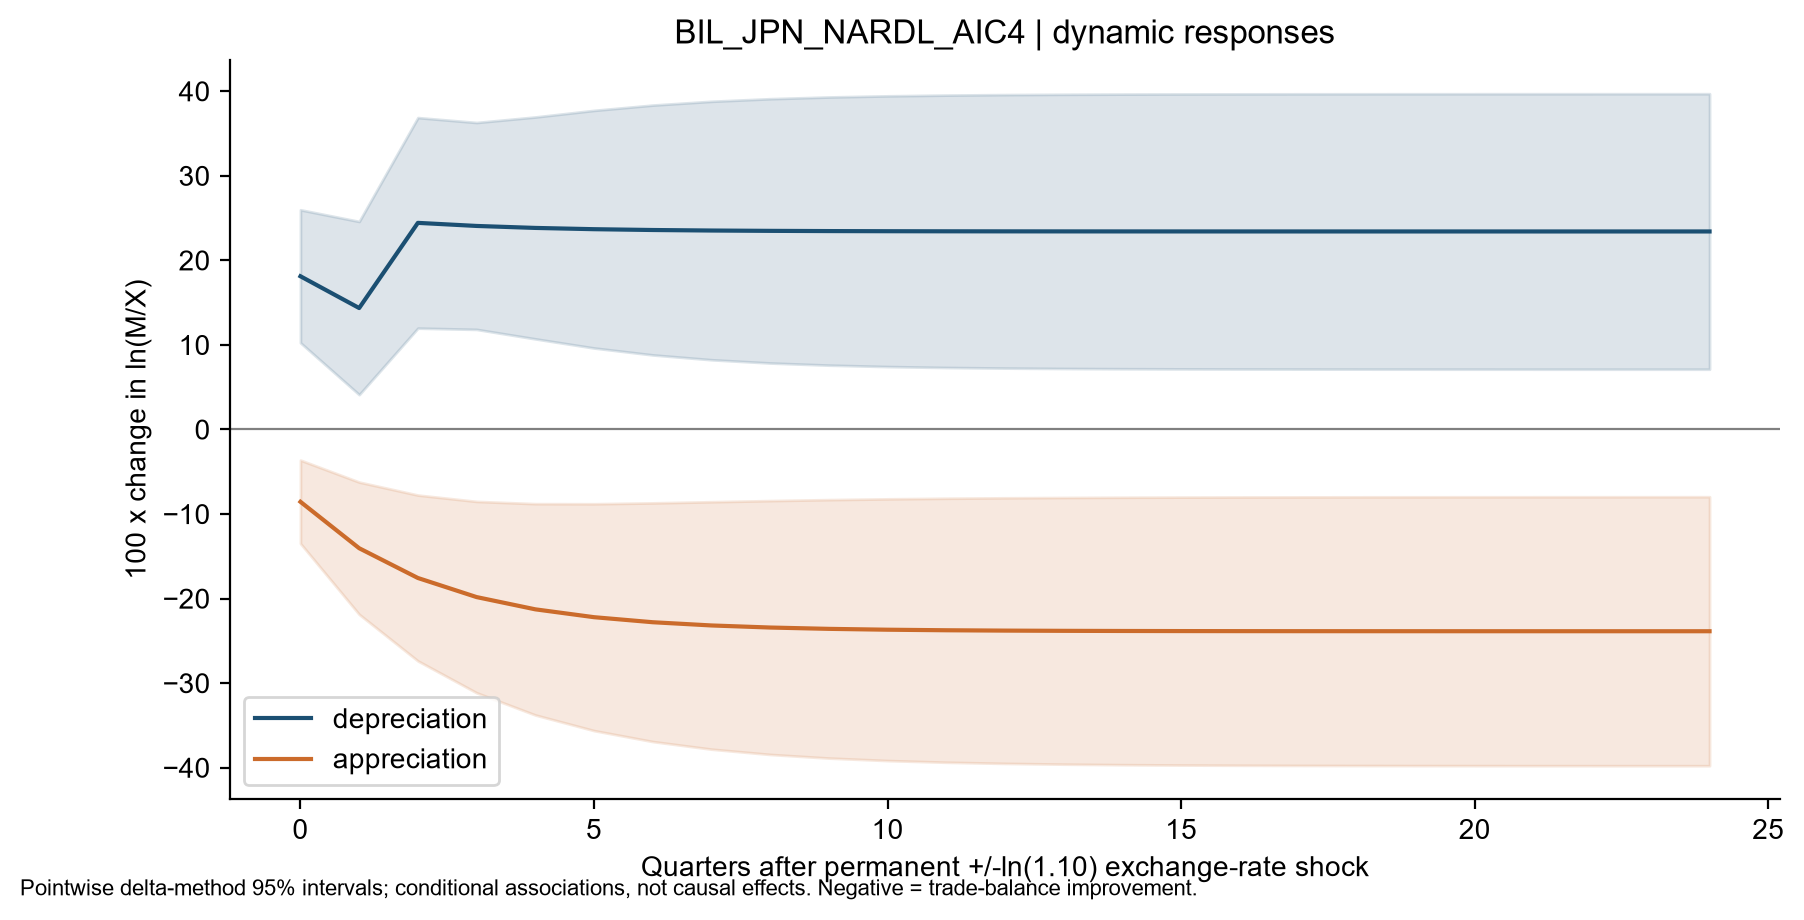 BIL_JPN_NARDL_AIC4 | dynamic responses
100 x change in ln(M/X)
40
30
20
10
0
−10
−20
−30
−40
depreciation
appreciation
0 5 10 15 20 25
Quarters after permanent +/-ln(1.10) exchange-rate shock
Pointwise delta-method 95% intervals; conditional associations, not causal effects. Negative = trade-balance improvement.